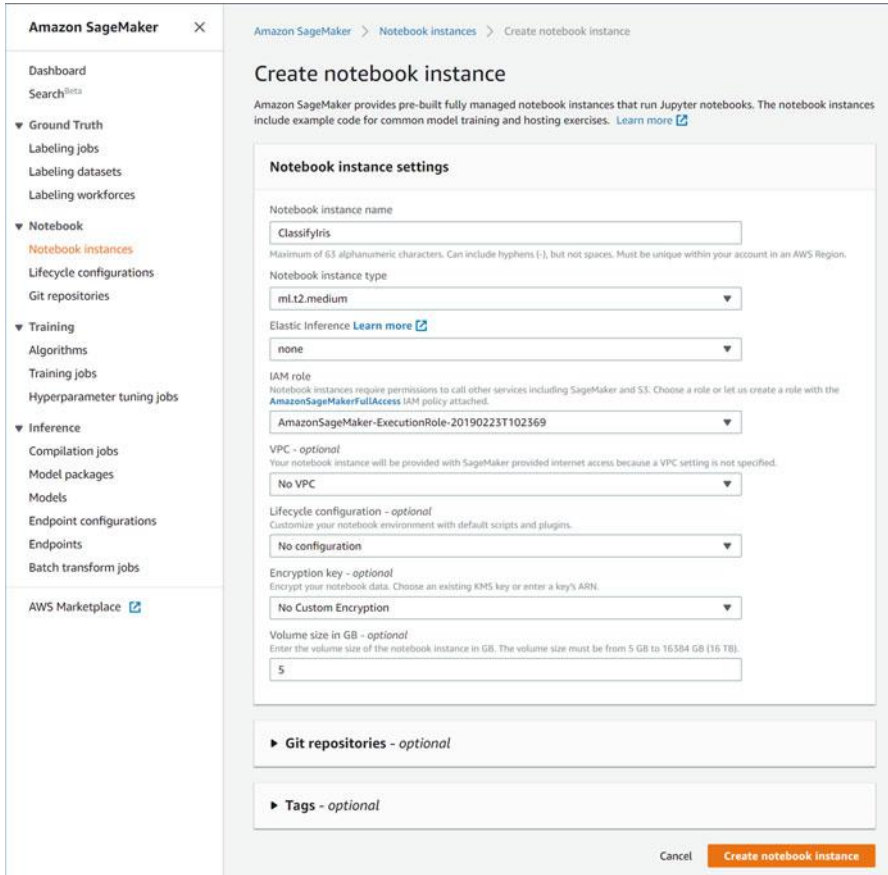 Amazon SageMaker ×
Dashboard
Search Beta
Ground Truth
Labeling jobs
Labeling datasets
Labeling workforces
Notebook
Notebook instances
Lifecycle configurations
Git repositories
Training
Algorithms
Training jobs
Hyperparameter tuning jobs
Inference
Compilation jobs
Model packages
Models
Endpoint configurations
Endpoints
Batch transform jobs
AWS Marketplace
Amazon SageMaker > Notebook instances > Create notebook instance
Create notebook instance
Amazon SageMaker provides pre-built fully managed notebook instances that run Jupyter notebooks. The notebook instances
include example code for common model training and hosting exercises. Learn more
Notebook instance settings
Notebook instance name
ClassifyIris
Maximum of 63 alphanumeric characters. Can include hyphens (-), but not spaces. Must be unique within your account in an AWS Region.
Notebook instance type
ml.t2.medium
Elastic Inference Learn more
none
IAM role
Notebook instances require permissions to call other services including SageMaker and S3. Choose a role or let us create a role with the
AmazonSageMakerFullAccess IAM policy attached.
AmazonSageMaker-ExecutionRole-20190223T102369
VPC - optional
Your notebook instance will be provided with SageMaker provided internet access because a VPC setting is not specified.
No VPC
Lifecycle configuration - optional
Customize your notebook environment with default scripts and plugins.
No configuration
Encryption key - optional
Encrypt your notebook data. Choose an existing KMS key or enter a key's ARN.
No Custom Encryption
Volume size in GB - optional
Enter the volume size of the notebook instance in GB. The volume size must be from 5 GB to 16384 GB (16 TB).
5
Git repositories - optional
Tags - optional
Cancel
Create notebook instance